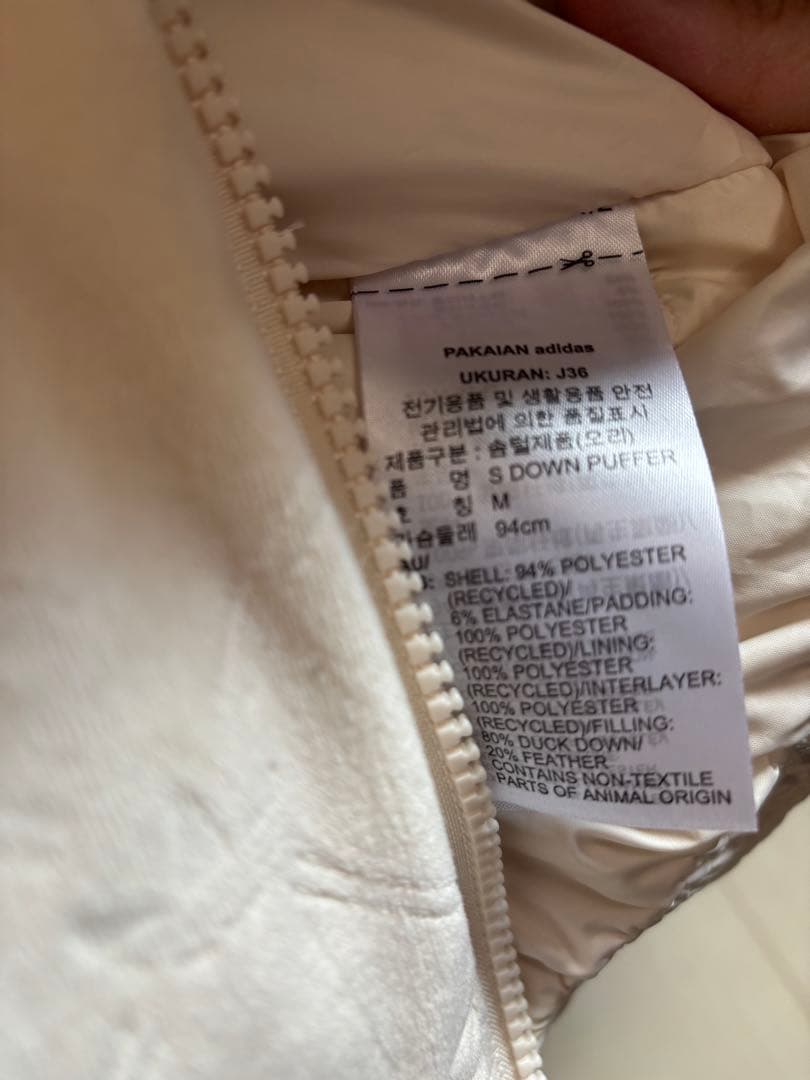 PAKAIAN adidas
UKURAN: J36
전기용품 및 생활용품 안전
관리법에 의한 품질표시
제품구분 : 솜털제품(오리)
품 명 S DOWN PUFFER
칭 M
가슴둘레 94cm
AU/
SHELL: 94% POLYESTER
(RECYCLED)/
6% ELASTANE/PADDING:
100% POLYESTER
(RECYCLED)/LINING:
100% POLYESTER
(RECYCLED)/INTERLAYER:
100% POLYESTER
(RECYCLED)/FILLING:
80% DUCK DOWN/
20% FEATHER
CONTAINS NON-TEXTILE
PARTS OF ANIMAL ORIGIN